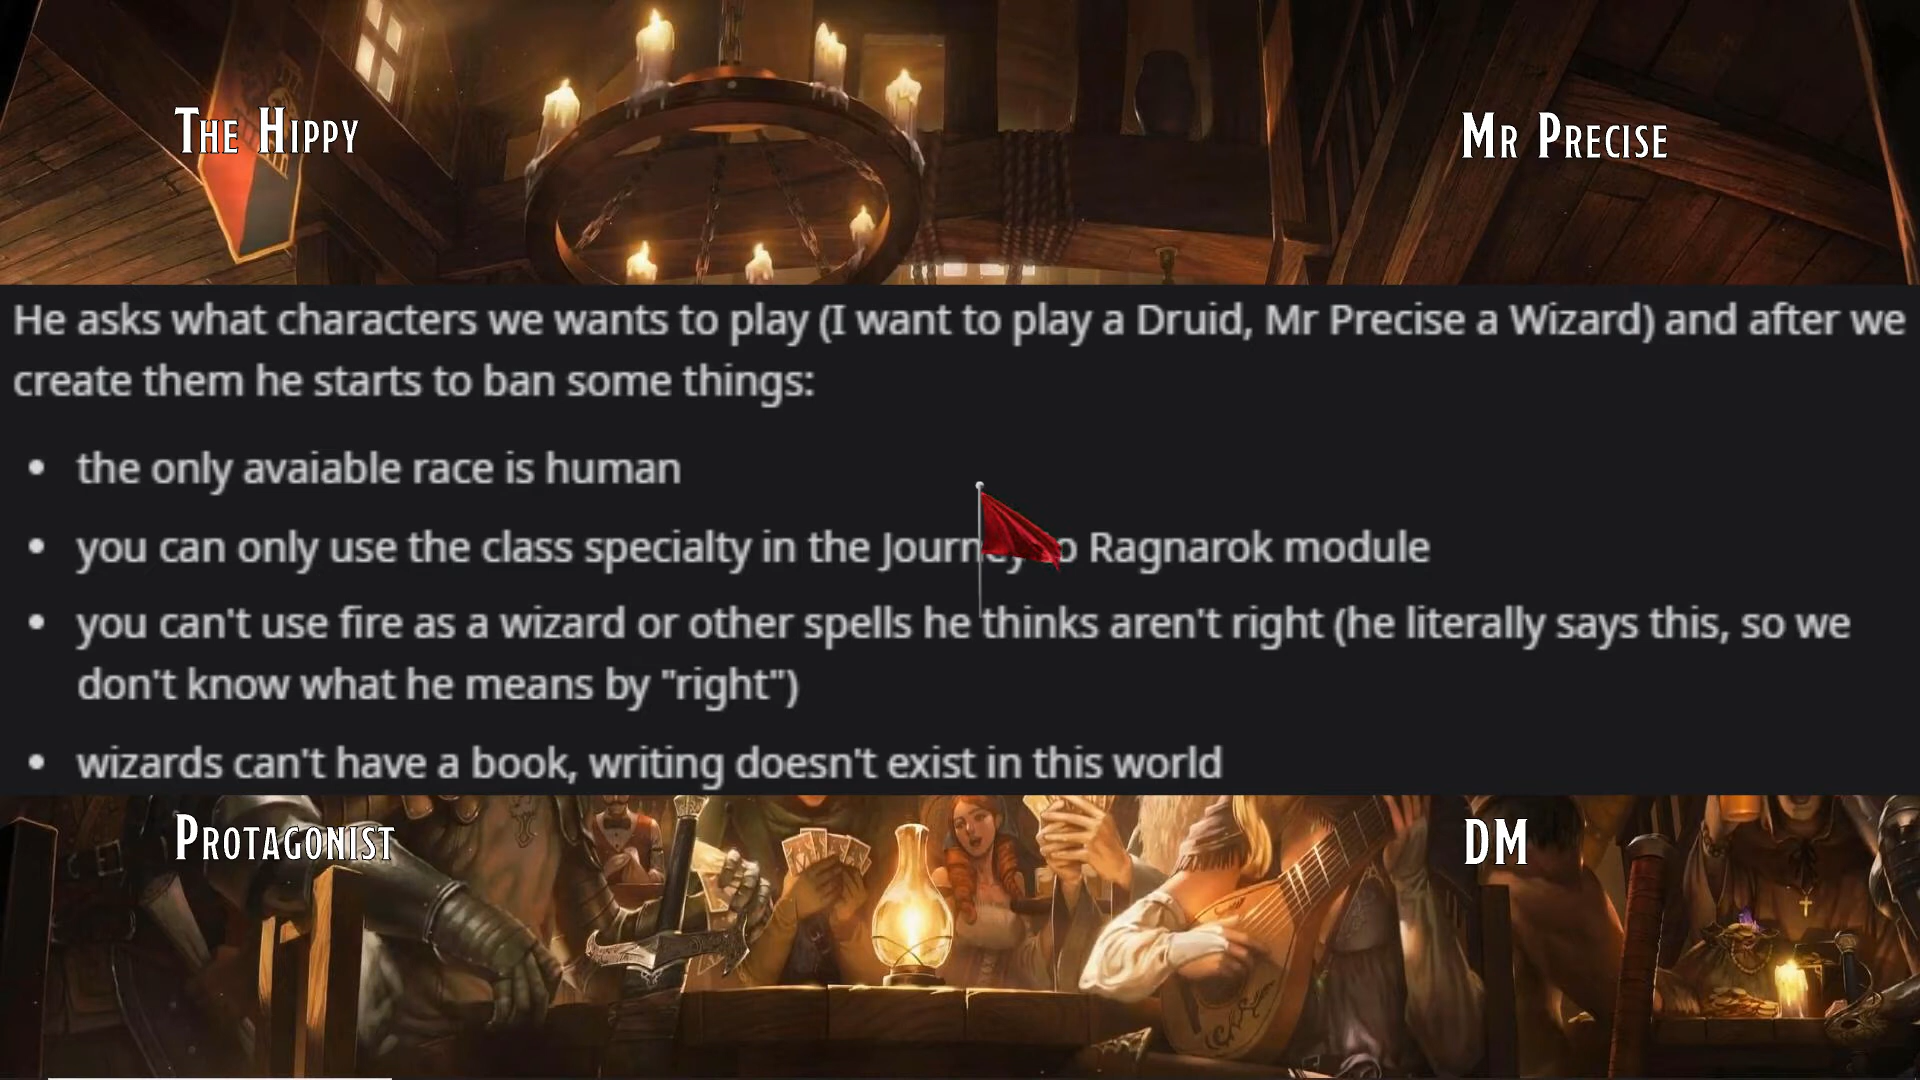 The Hippy
Mr Precise
He asks what characters we wants to play (I want to play a Druid, Mr Precise a Wizard) and after we
create them he starts to ban some things:
• the only avaiable race is human
• you can only use the class specialty in the Journey to Ragnarok module
• you can't use fire as a wizard or other spells he thinks aren't right (he literally says this, so we
don't know what he means by "right")
• wizards can't have a book, writing doesn't exist in this world
Protagonist
DM